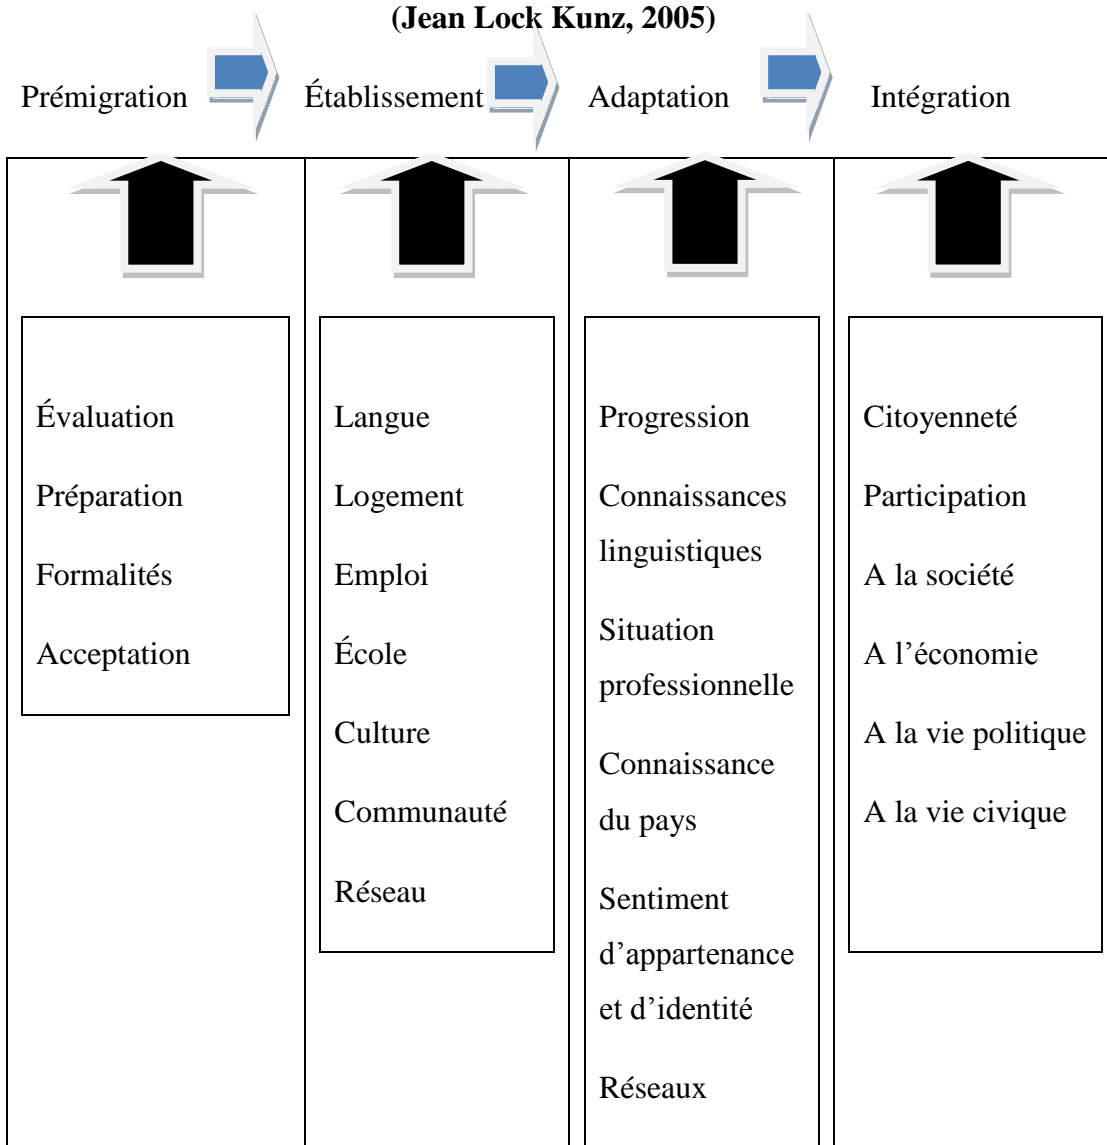 (Jean Lock Kunz, 2005)
Prémigration
Établissement
Adaptation
Intégration
Évaluation
Préparation
Formalités
Acceptation
Langue
Logement
Emploi
École
Culture
Communauté
Réseau
Progression
Connaissances
linguistiques
Situation
professionnelle
Connaissance
du pays
Sentiment
d’appartenance
et d’identité
Réseaux
Citoyenneté
Participation
A la société
A l’économie
A la vie politique
A la vie civique